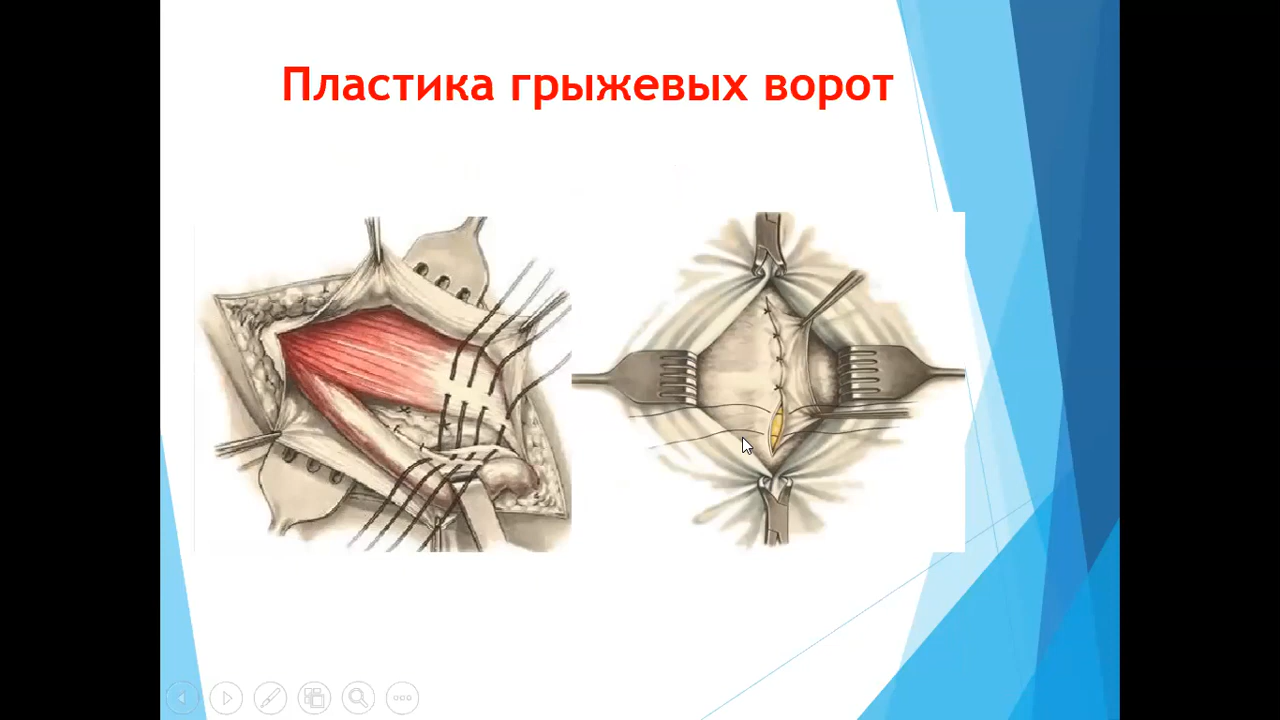 Пластика грыжевых ворот